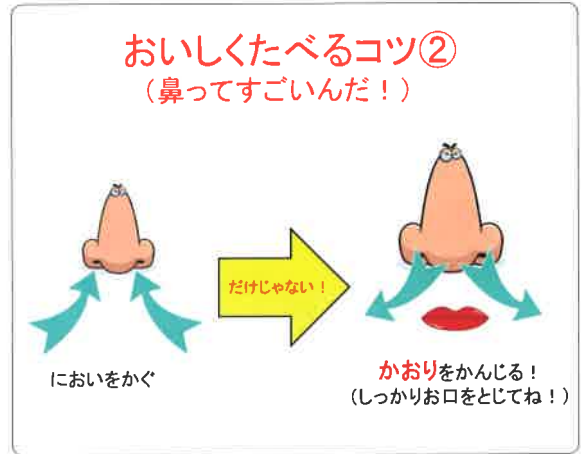 おいしくたべるコツ②
（鼻ってすごいんだ！）
だけじゃない！
においをかぐ
かおりをかんじる！
（しっかりお口をとじてね！）